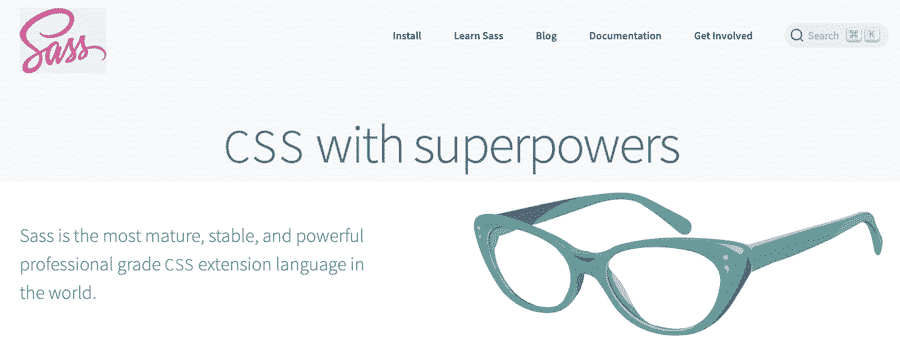 Sass
Install Learn Sass Blog Documentation Get Involved Search ⌘ K
CSS with superpowers
Sass is the most mature, stable, and powerful
professional grade CSS extension language in
the world.